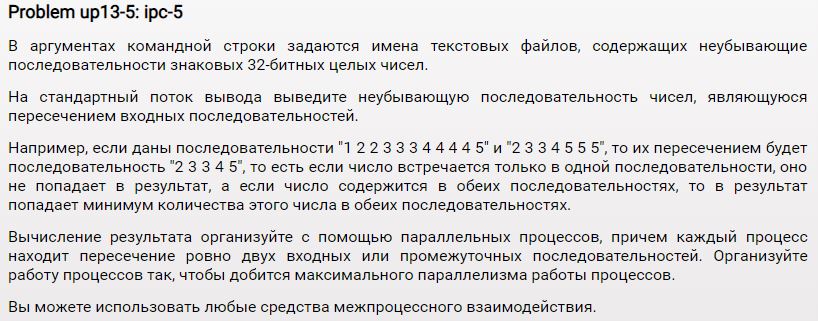 Problem up13-5: ipc-5
В аргументах командной строки задаются имена текстовых файлов, содержащих неубывающие
последовательности знаковых 32-битных целых чисел.
На стандартный поток вывода выведите неубывающую последовательность чисел, являющуюся
пересечением входных последовательностей.
Например, если даны последовательности "1 2 2 3 3 3 4 4 4 4 5" и "2 3 3 4 5 5 5", то их пересечением будет
последовательность "2 3 3 4 5", то есть если число встречается только в одной последовательности, оно
не попадает в результат, а если число содержится в обеих последовательностях, то в результат
попадает минимум количества этого числа в обеих последовательностях.
Вычисление результата организуйте с помощью параллельных процессов, причем каждый процесс
находит пересечение ровно двух входных или промежуточных последовательностей. Организуйте
работу процессов так, чтобы добится максимального параллелизма работы процессов.
Вы можете использовать любые средства межпроцессного взаимодействия.